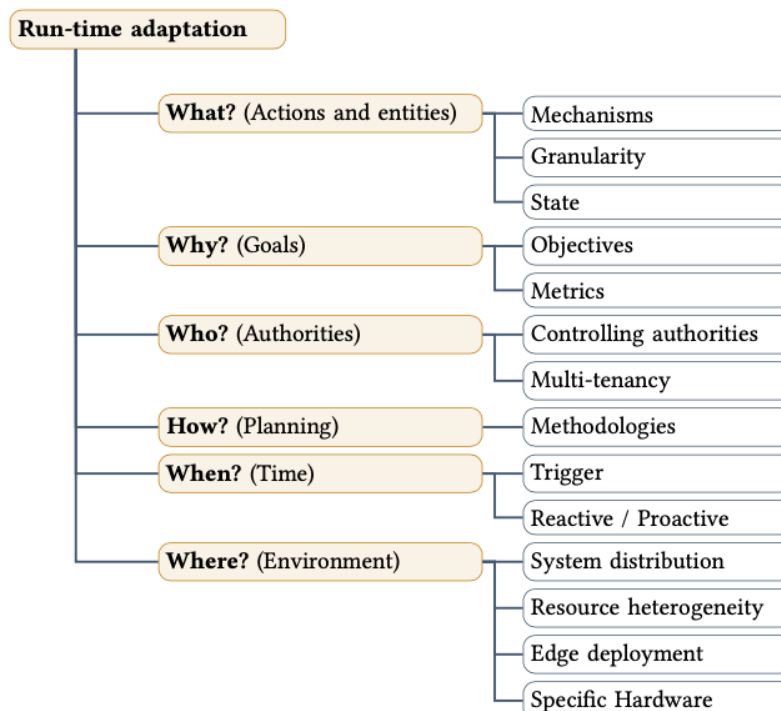 Run-time adaptation
What? (Actions and entities)
Mechanisms
Granularity
State
Why? (Goals)
Objectives
Metrics
Who? (Authorities)
Controlling authorities
Multi-tenancy
How? (Planning)
Methodologies
When? (Time)
Trigger
Reactive / Proactive
Where? (Environment)
System distribution
Resource heterogeneity
Edge deployment
Specific Hardware